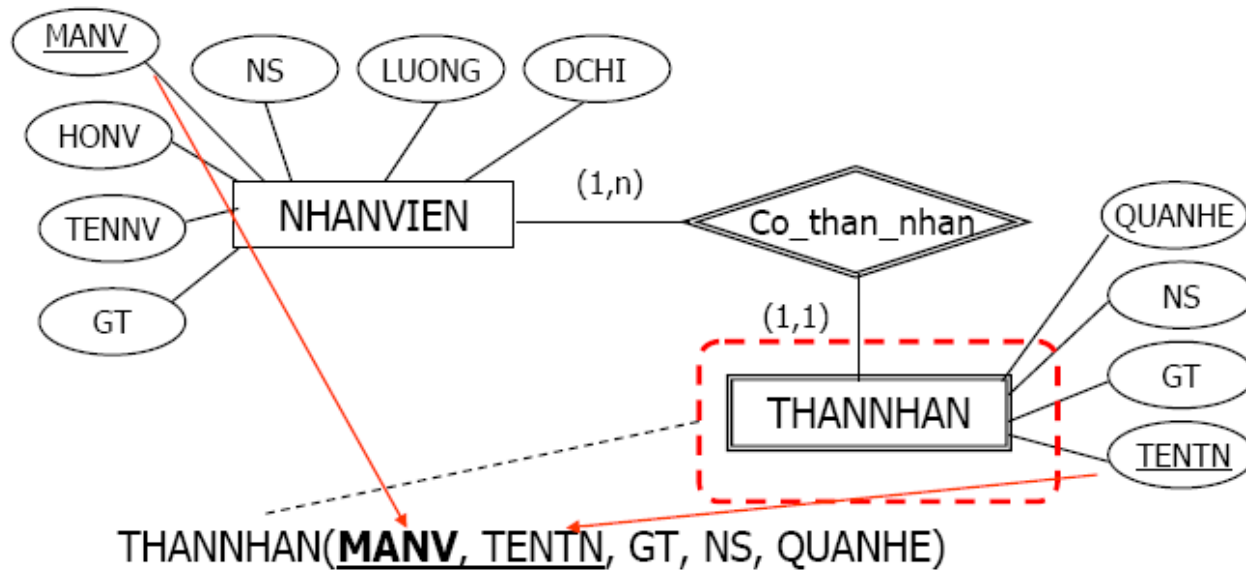 MANV
NS
LUONG
DCHI
HONV
TENNV
GT
NHANVIEN
(1,n)
Co_than_nhan
(1,1)
QUANHE
NS
GT
TENTN
THANNHAN
THANNHAN(MANV, TENTN, GT, NS, QUANHE)